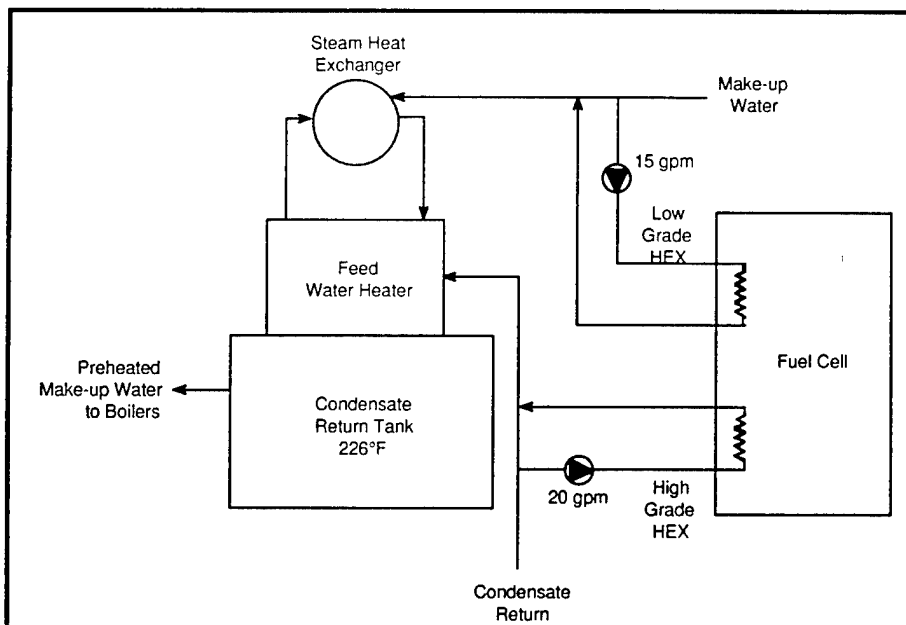 Steam Heat
Exchanger
Make-up
Water
15 gpm
Low
Grade
HEX
Feed
Water Heater
Fuel Cell
Preheated
Make-up Water
to Boilers
Condensate
Return Tank
226°F
20 gpm
High
Grade
HEX
Condensate
Return